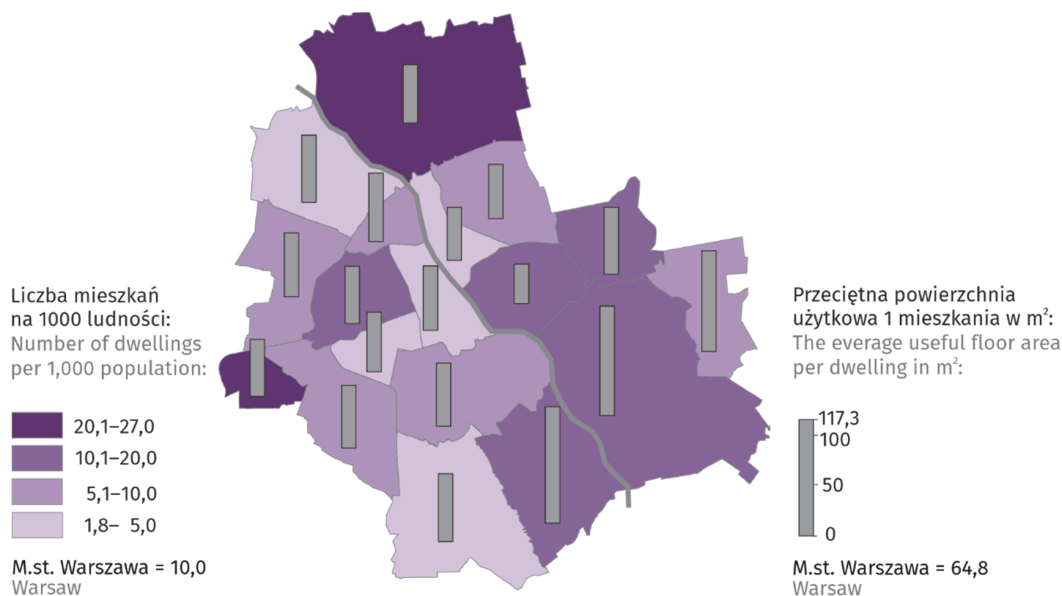 Liczba mieszkań
na 1000 ludności:
Number of dwellings
per 1,000 population:
20,1–27,0
10,1–20,0
5,1–10,0
1,8– 5,0
M.st. Warszawa = 10,0
Warsaw
Przeciętna powierzchnia
użytkowa 1 mieszkania w m²:
The everage useful floor area
per dwelling in m²:
117,3
100
50
0
M.st. Warszawa = 64,8
Warsaw